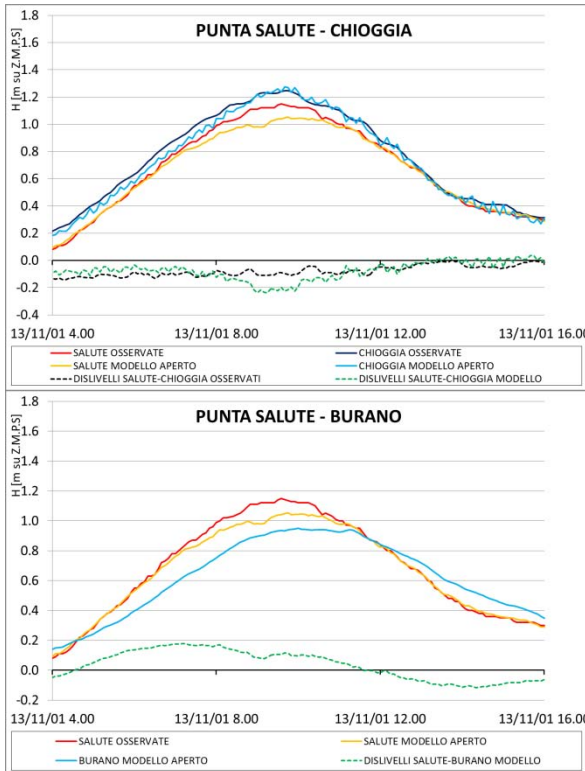 PUNTA SALUTE - CHIOGGIA
H [m su Z.M.P.S]
1.8
1.6
1.4
1.2
1.0
0.8
0.6
0.4
0.2
0.0
-0.2
-0.4
13/11/01 4.00 13/11/01 8.00 13/11/01 12.00 13/11/01 16.00
SALUTE OSSERVATE CHIOGGIA OSSERVATE
SALUTE MODELLO APERTO CHIOGGIA MODELLO APERTO
DISLIVELLI SALUTE-CHIOGGIA OSSERVATI DISLIVELLI SALUTE-CHIOGGIA MODELLO
PUNTA SALUTE - BURANO
H [m su Z.M.P.S]
1.8
1.6
1.4
1.2
1.0
0.8
0.6
0.4
0.2
0.0
-0.2
13/11/01 4.00 13/11/01 8.00 13/11/01 12.00 13/11/01 16.00
SALUTE OSSERVATE SALUTE MODELLO APERTO
BURANO MODELLO APERTO DISLIVELLI SALUTE-BURANO MODELLO